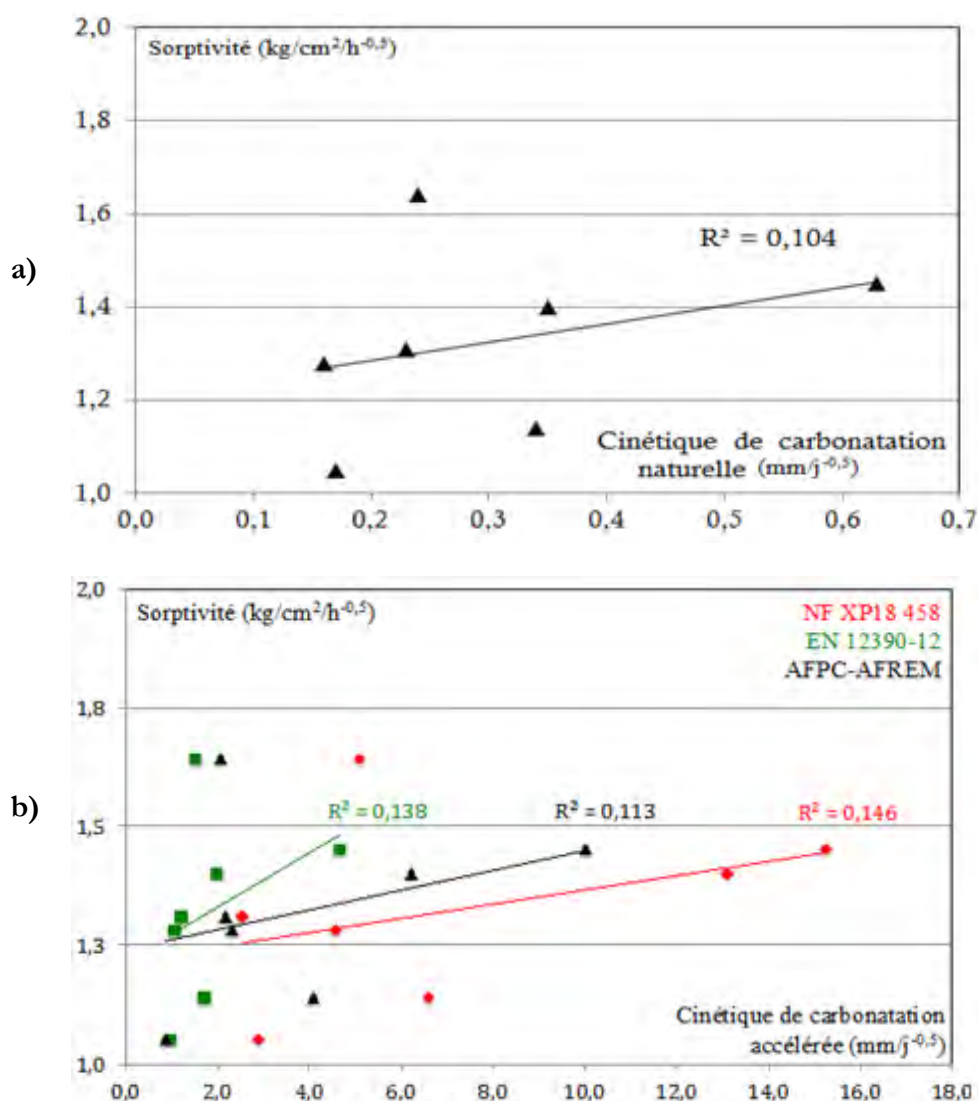 2,0
Sorptivité (kg/cm²/h⁻⁰,⁵)
1,8
1,6
R² = 0,104
a)
1,4
1,2
Cinétique de carbonatation
naturelle (mm/j⁻⁰,⁵)
1,0
0,0 0,1 0,2 0,3 0,4 0,5 0,6 0,7
2,0
Sorptivité (kg/cm²/h⁻⁰,⁵)
NF XP18 458
EN 12390-12
AFPC-AFREM
1,8
b)
R² = 0,138 R² = 0,113 R² = 0,146
1,5
1,3
Cinétique de carbonatation
accélérée (mm/j⁻⁰,⁵)
1,0
0,0 2,0 4,0 6,0 8,0 10,0 12,0 14,0 16,0 18,0